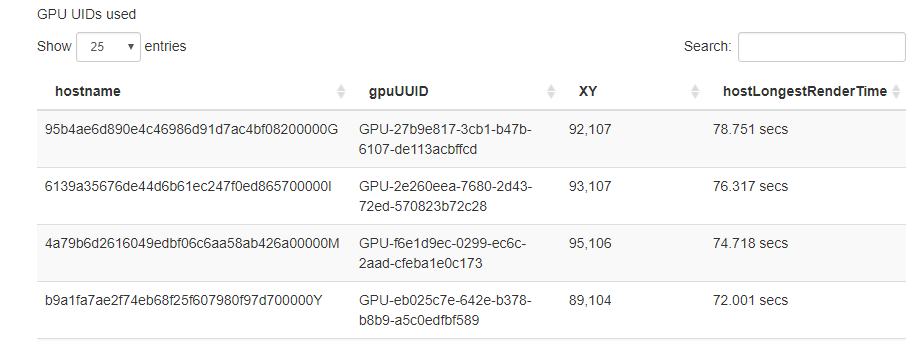 GPU UIDs used
Show 25 entries Search:
hostname gpuUUID XY hostLongestRenderTime
95b4ae6d890e4c46986d91d7ac4bf08200000G GPU-27b9e817-3cb1-b47b- 92,107 78.751 secs
6107-de113acbffcd
6139a35676de44d6b61ec247f0ed865700000I GPU-2e260eea-7680-2d43- 93,107 76.317 secs
72ed-570823b72c28
4a79b6d2616049edbf06c6aa58ab426a00000M GPU-f6e1d9ec-0299-ec6c- 95,106 74.718 secs
2aad-cfeba1e0c173
b9a1fa7ae2f74eb68f25f607980f97d700000Y GPU-eb025c7e-642e-b378- 89,104 72.001 secs
b8b9-a5c0edfbf589